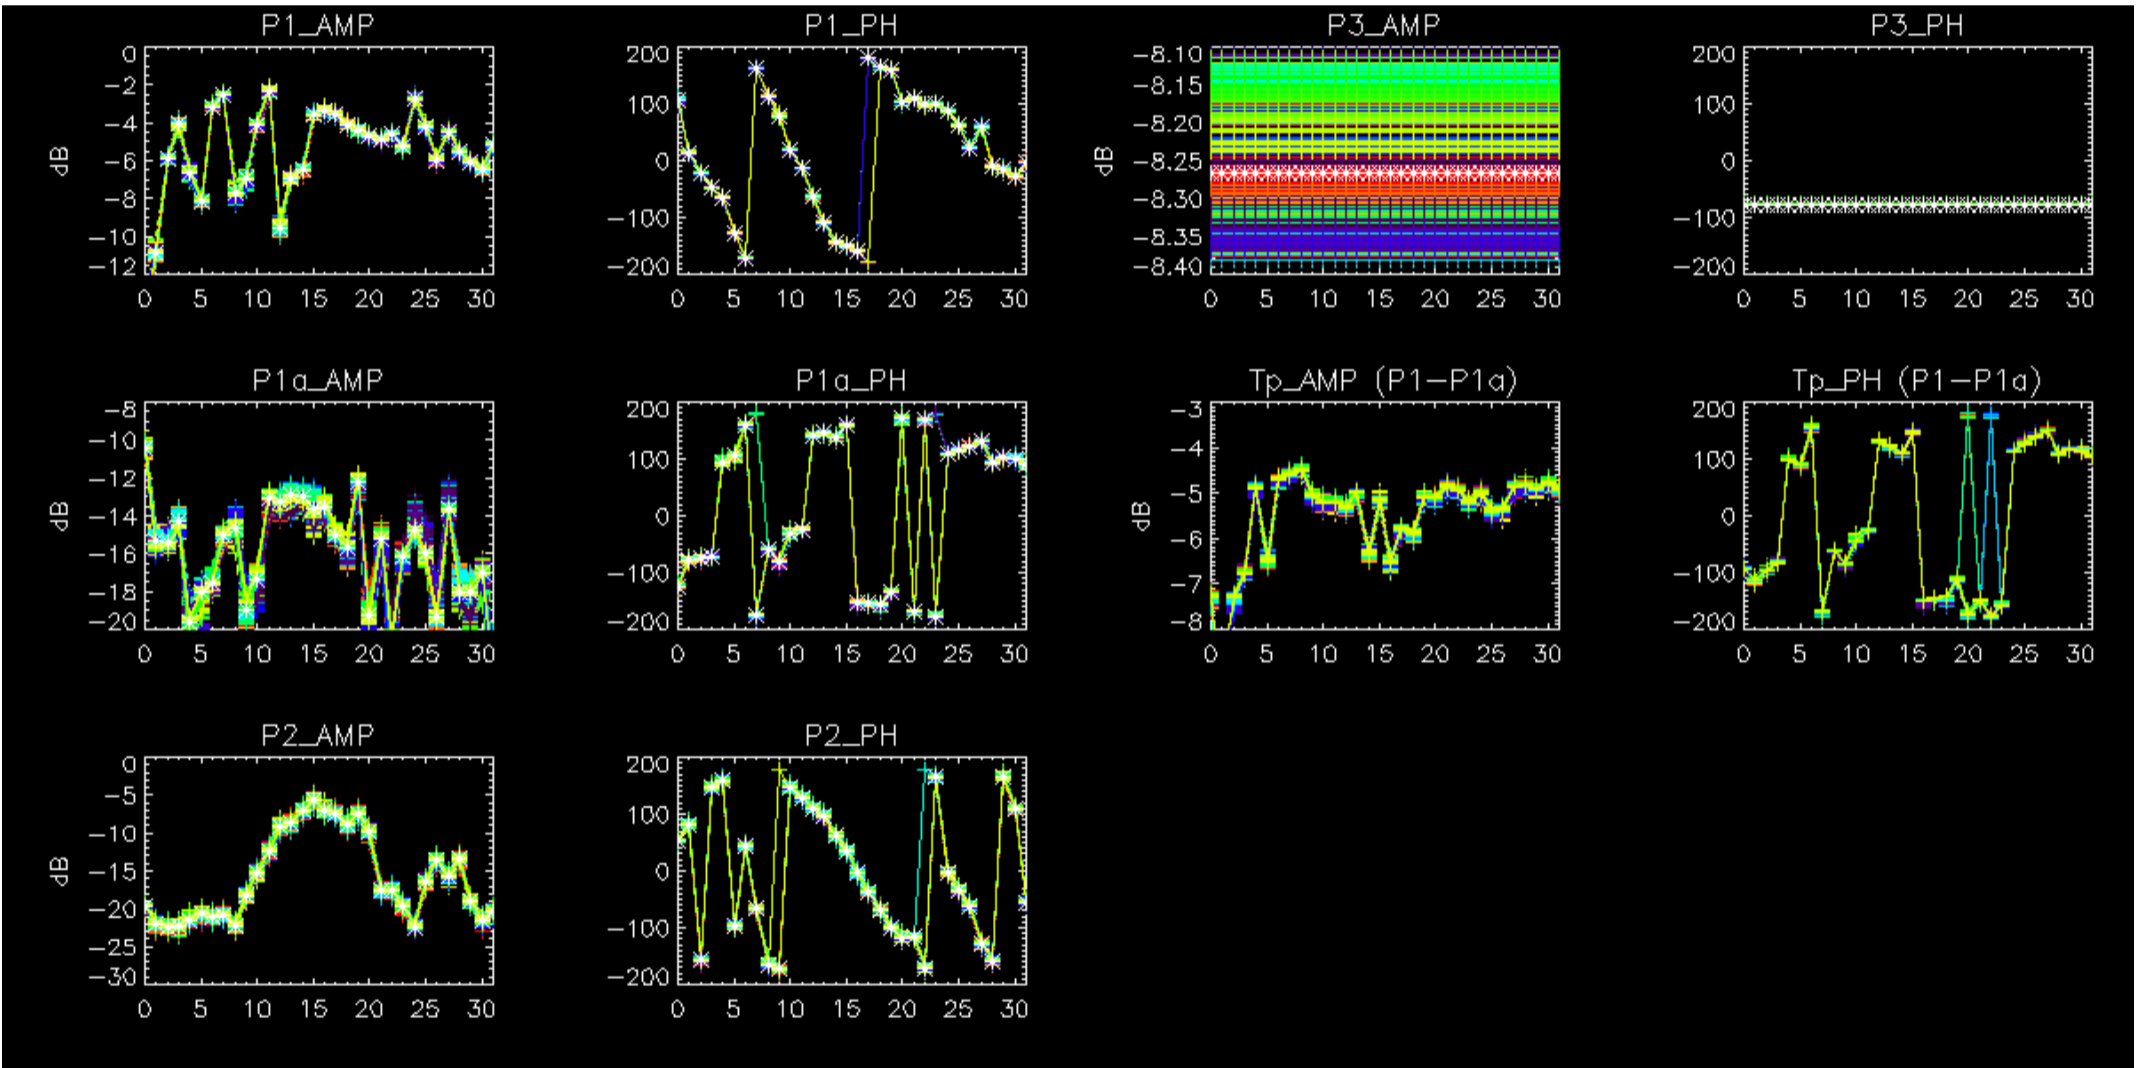 P1_AMP
0
−2
−4
−6
−8
−10
−12
dB
0 5 10 15 20 25 30
P1_PH
200
100
0
−100
−200
0 5 10 15 20 25 30
P3_AMP
−8.10
−8.15
−8.20
−8.25
−8.30
−8.35
−8.40
dB
0 5 10 15 20 25 30
P3_PH
200
100
0
−100
−200
0 5 10 15 20 25 30
P1a_AMP
−8
−10
−12
−14
−16
−18
−20
dB
0 5 10 15 20 25 30
P1a_PH
200
100
0
−100
−200
0 5 10 15 20 25 30
Tp_AMP (P1−P1a)
−3
−4
−5
−6
−7
−8
dB
0 5 10 15 20 25 30
Tp_PH (P1−P1a)
200
100
0
−100
−200
0 5 10 15 20 25 30
P2_AMP
0
−5
−10
−15
−20
−25
−30
dB
0 5 10 15 20 25 30
P2_PH
200
100
0
−100
−200
0 5 10 15 20 25 30